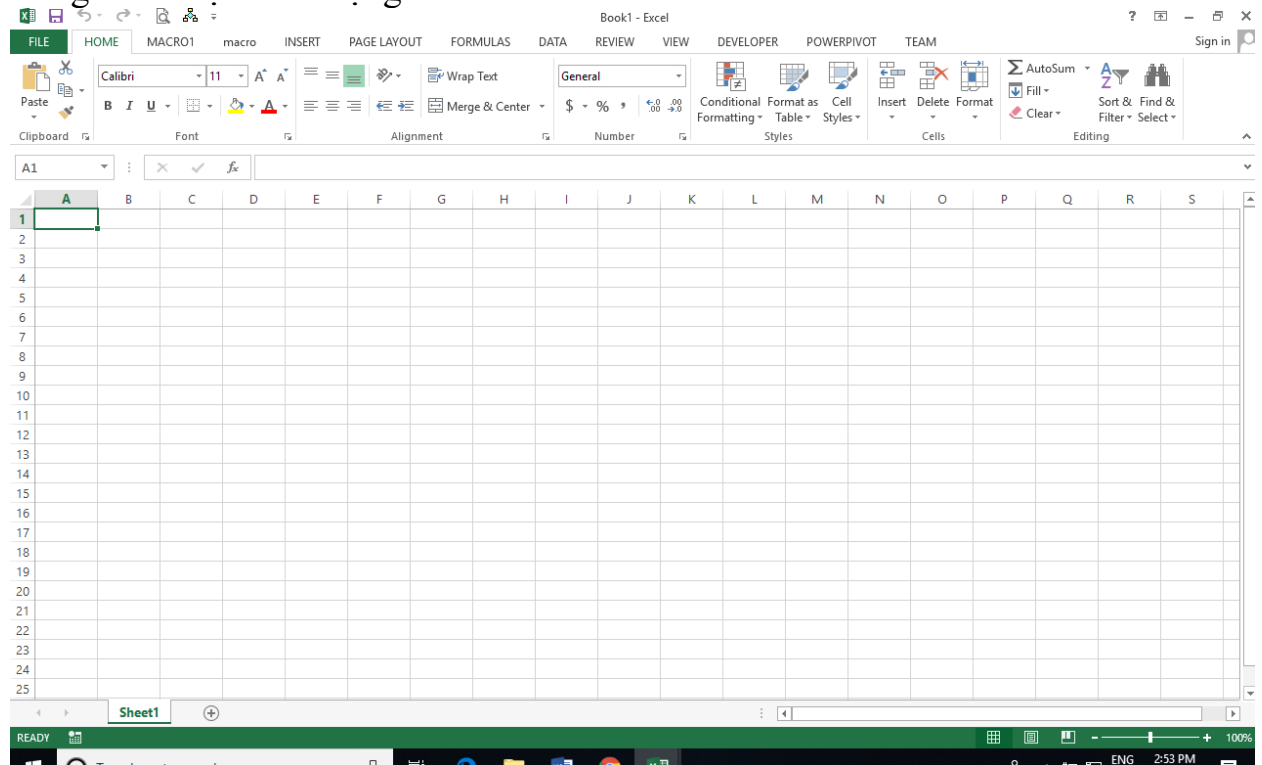 Book1 - Excel
FILE HOME MACRO1 macro INSERT PAGE LAYOUT FORMULAS DATA REVIEW VIEW DEVELOPER POWERPIVOT TEAM Sign in
Calibri 11 Wrap Text General AutoSum
Paste Fill
B I U Merge & Center $ % Conditional Format as Cell Insert Delete Format Sort & Find &
Formatting Table Styles Clear Filter Select
Clipboard Font Alignment Number Styles Cells Editing
A1 fx
A B C D E F G H I J K L M N O P Q R S
1
2
3
4
5
6
7
8
9
10
11
12
13
14
15
16
17
18
19
20
21
22
23
24
25
Sheet1
READY 100%
ENG 2:53 PM